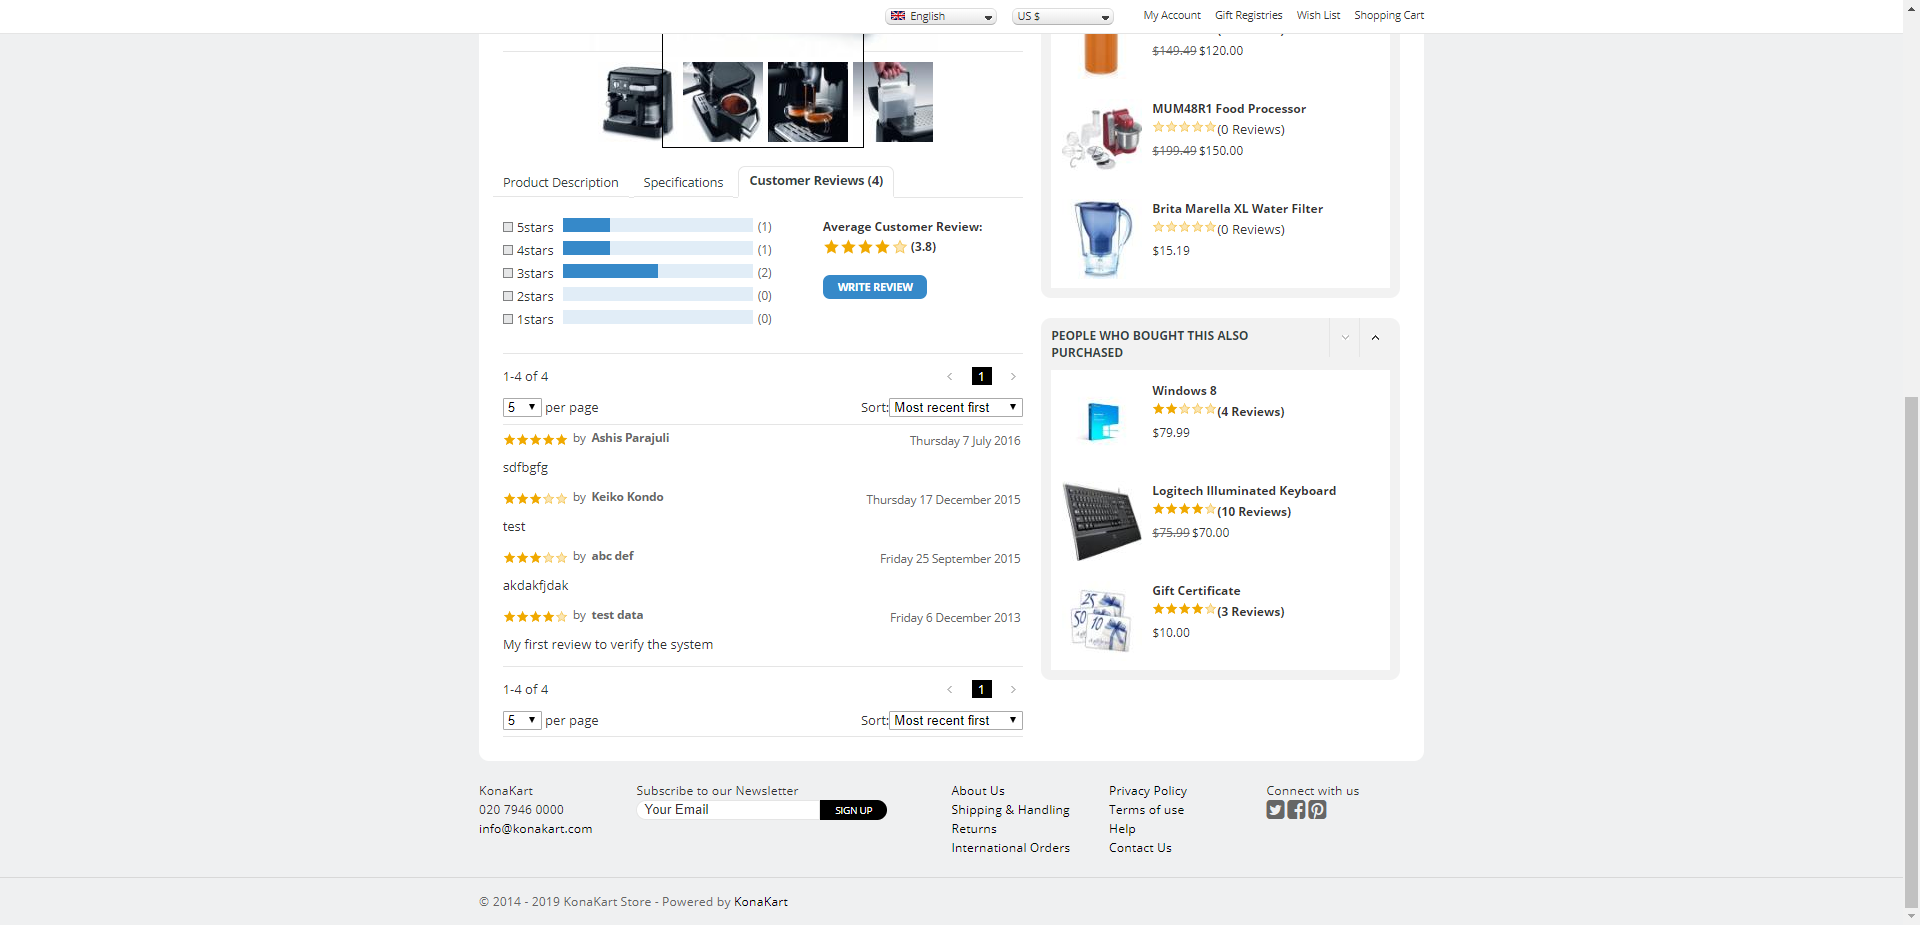 English
US $
My Account
Gift Registries
Wish List
Shopping Cart
$149.49 $120.00
MUM48R1 Food Processor
(0 Reviews)
$199.49 $150.00
Brita Marella XL Water Filter
(0 Reviews)
$15.19
Product Description
Specifications
Customer Reviews (4)
5stars (1)
4stars (1)
3stars (2)
2stars (0)
1stars (0)
Average Customer Review:
(3.8)
WRITE REVIEW
1-4 of 4
< 1 >
5 per page
Sort: Most recent first
by Ashis Parajuli
Thursday 7 July 2016
sdfbgfg
by Keiko Kondo
Thursday 17 December 2015
test
by abc def
Friday 25 September 2015
akdakfjdak
by test data
Friday 6 December 2013
My first review to verify the system
1-4 of 4
< 1 >
5 per page
Sort: Most recent first
PEOPLE WHO BOUGHT THIS ALSO
PURCHASED
Windows 8
(4 Reviews)
$79.99
Logitech Illuminated Keyboard
(10 Reviews)
$75.99 $70.00
25
50
10
Gift Certificate
(3 Reviews)
$10.00
KonaKart
020 7946 0000
info@konakart.com
Subscribe to our Newsletter
Your Email
SIGN UP
About Us
Shipping & Handling
Returns
International Orders
Privacy Policy
Terms of use
Help
Contact Us
Connect with us
© 2014 - 2019 KonaKart Store - Powered by KonaKart